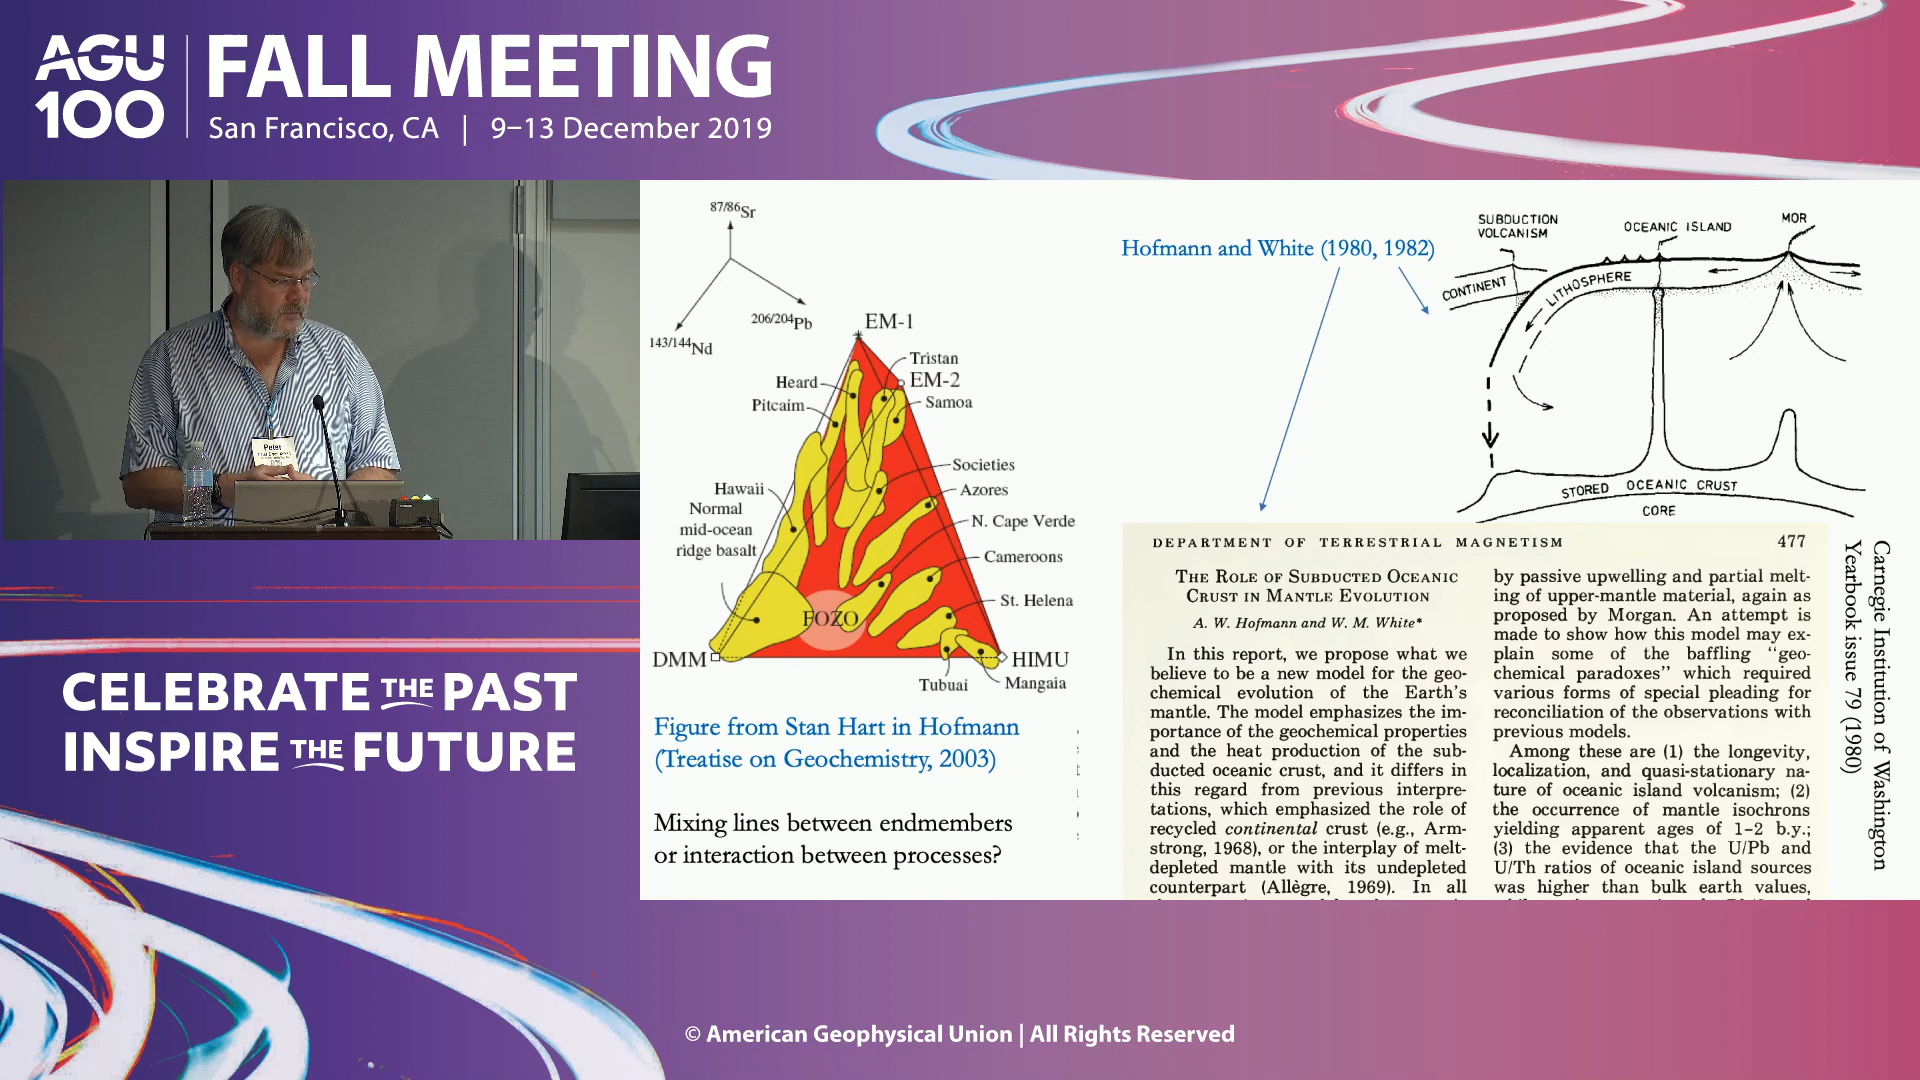 AGU
100
FALL MEETING
San Francisco, CA | 9–13 December 2019
Peter
87/86Sr
206/204Pb
143/144Nd
EM-1
Tristan
EM-2
Heard
Pitcairn
Samoa
Societies
Azores
Hawaii
Normal
mid-ocean
ridge basalt
N. Cape Verde
Cameroons
St. Helena
FOZO
DMM
HIMU
Tubuai
Mangaia
Figure from Stan Hart in Hofmann
(Treatise on Geochemistry, 2003)
Mixing lines between endmembers
or interaction between processes?
Hofmann and White (1980, 1982)
SUBDUCTION
VOLCANISM
OCEANIC ISLAND
MOR
CONTINENT
LITHOSPHERE
STORED OCEANIC CRUST
CORE
DEPARTMENT OF TERRESTRIAL MAGNETISM
477
The Role of Subducted Oceanic
Crust in Mantle Evolution
A. W. Hofmann and W. M. White*
In this report, we propose what we
believe to be a new model for the geo-
chemical evolution of the Earth's
mantle. The model emphasizes the im-
portance of the geochemical properties
and the heat production of the sub-
ducted oceanic crust, and it differs in
this regard from previous interpre-
tations, which emphasized the role of
recycled continental crust (e.g., Arm-
strong, 1968), or the interplay of melt-
depleted mantle with its undepleted
counterpart (Allègre, 1969). In all
by passive upwelling and partial melt-
ing of upper-mantle material, again as
proposed by Morgan. An attempt is
made to show how this model may ex-
plain some of the baffling "geo-
chemical paradoxes" which required
various forms of special pleading for
reconciliation of the observations with
previous models.
Among these are (1) the longevity,
localization, and quasi-stationary na-
ture of oceanic island volcanism; (2)
the occurrence of mantle isochrons
yielding apparent ages of 1–2 b.y.;
(3) the evidence that the U/Pb and
U/Th ratios of oceanic island sources
was higher than bulk earth values,
Carnegie Institution of Washington
Yearbook issue 79 (1980)
CELEBRATE THE PAST
INSPIRE THE FUTURE
© American Geophysical Union | All Rights Reserved